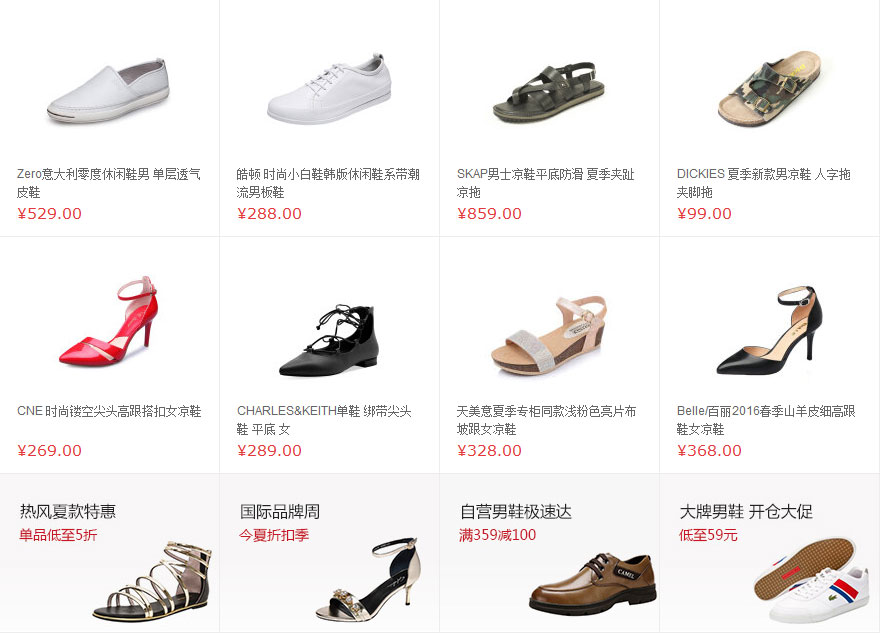 Zero意大利零度休闲鞋男 单层透气
皮鞋
¥529.00
皓顿 时尚小白鞋韩版休闲鞋系带潮
流男板鞋
¥288.00
SKAP男士凉鞋平底防滑 夏季夹趾
凉拖
¥859.00
DICKIES 夏季新款男凉鞋 人字拖
夹脚拖
¥99.00
CNE 时尚镂空尖头高跟搭扣女凉鞋
¥269.00
CHARLES&KEITH单鞋 绑带尖头
鞋 平底 女
¥289.00
天美意夏季专柜同款浅粉色亮片布
坡跟女凉鞋
¥328.00
Belle/百丽2016春季山羊皮细高跟
鞋女凉鞋
¥368.00
热风夏款特惠
单品低至5折
国际品牌周
今夏折扣季
自营男鞋极速达
满359减100
CAMEL
大牌男鞋 开仓大促
低至59元